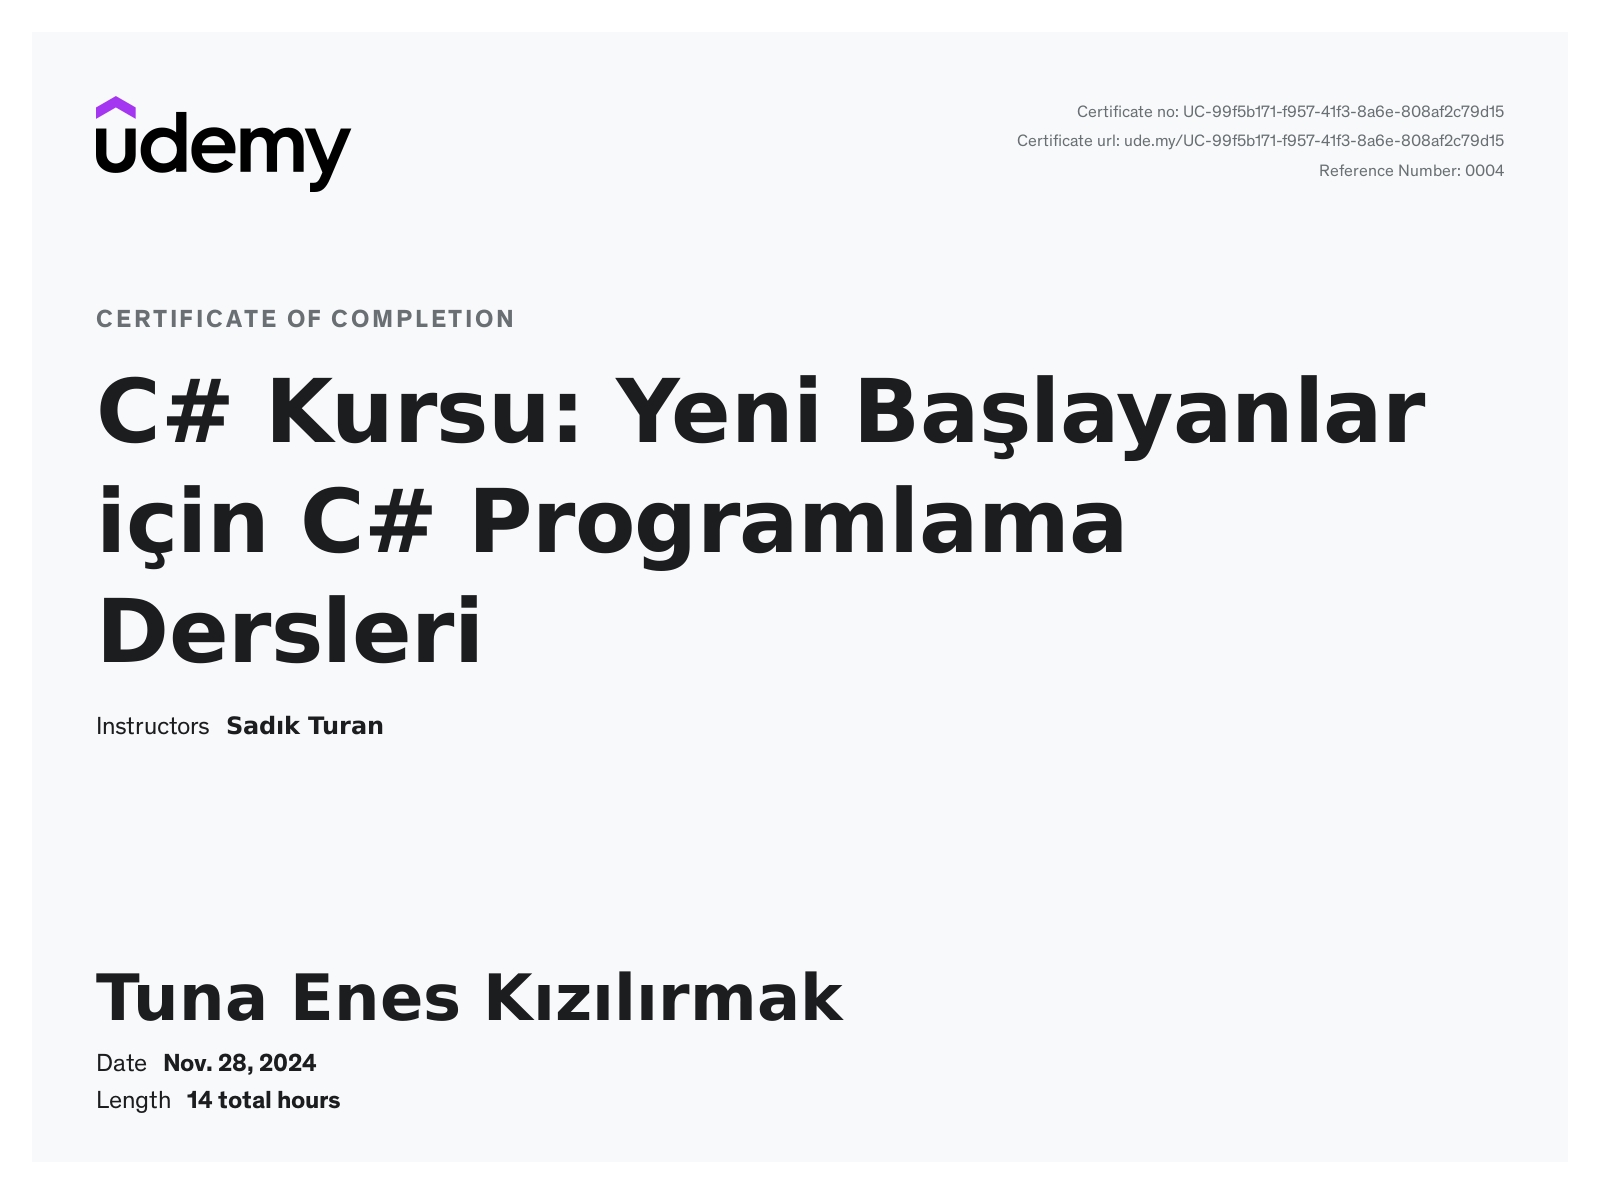 udemy
Certificate no: UC-99f5b171-f957-41f3-8a6e-808af2c79d15
Certificate url: ude.my/UC-99f5b171-f957-41f3-8a6e-808af2c79d15
Reference Number: 0004
CERTIFICATE OF COMPLETION
C# Kursu: Yeni Başlayanlar
için C# Programlama
Dersleri
Instructors Sadık Turan
Tuna Enes Kızılırmak
Date Nov. 28, 2024
Length 14 total hours